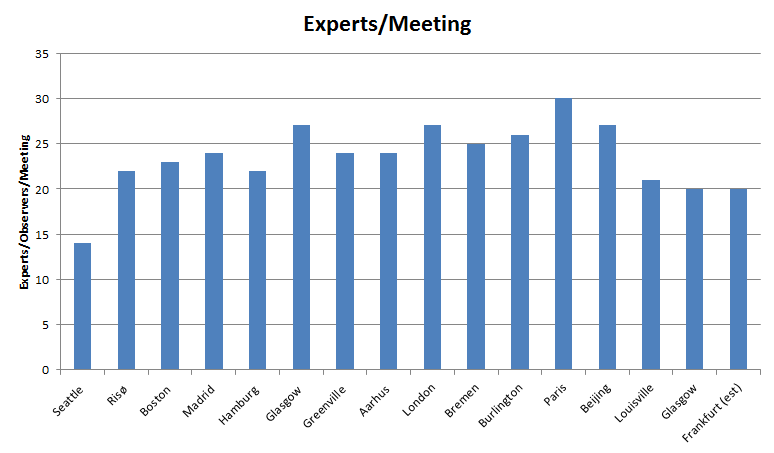 Experts/Meeting
Experts/Observers/Meeting
35
30
25
20
15
10
5
0
Seattle
Risø
Boston
Madrid
Hamburg
Glasgow
Greenville
Aarhus
London
Bremen
Burlington
Paris
Beijing
Louisville
Glasgow
Frankfurt (est)